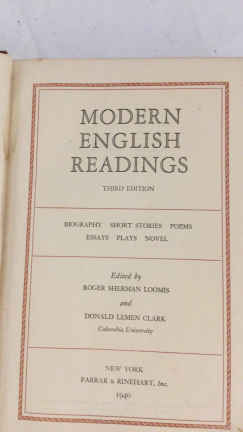 MODERN
ENGLISH
READINGS
THIRD EDITION
BIOGRAPHY SHORT STORIES POEMS
ESSAYS PLAYS NOVEL
Edited by
ROGER SHERMAN LOOMIS
and
DONALD LEMEN CLARK
Columbia University
NEW YORK
FARRAR & RINEHART, Inc.
1940